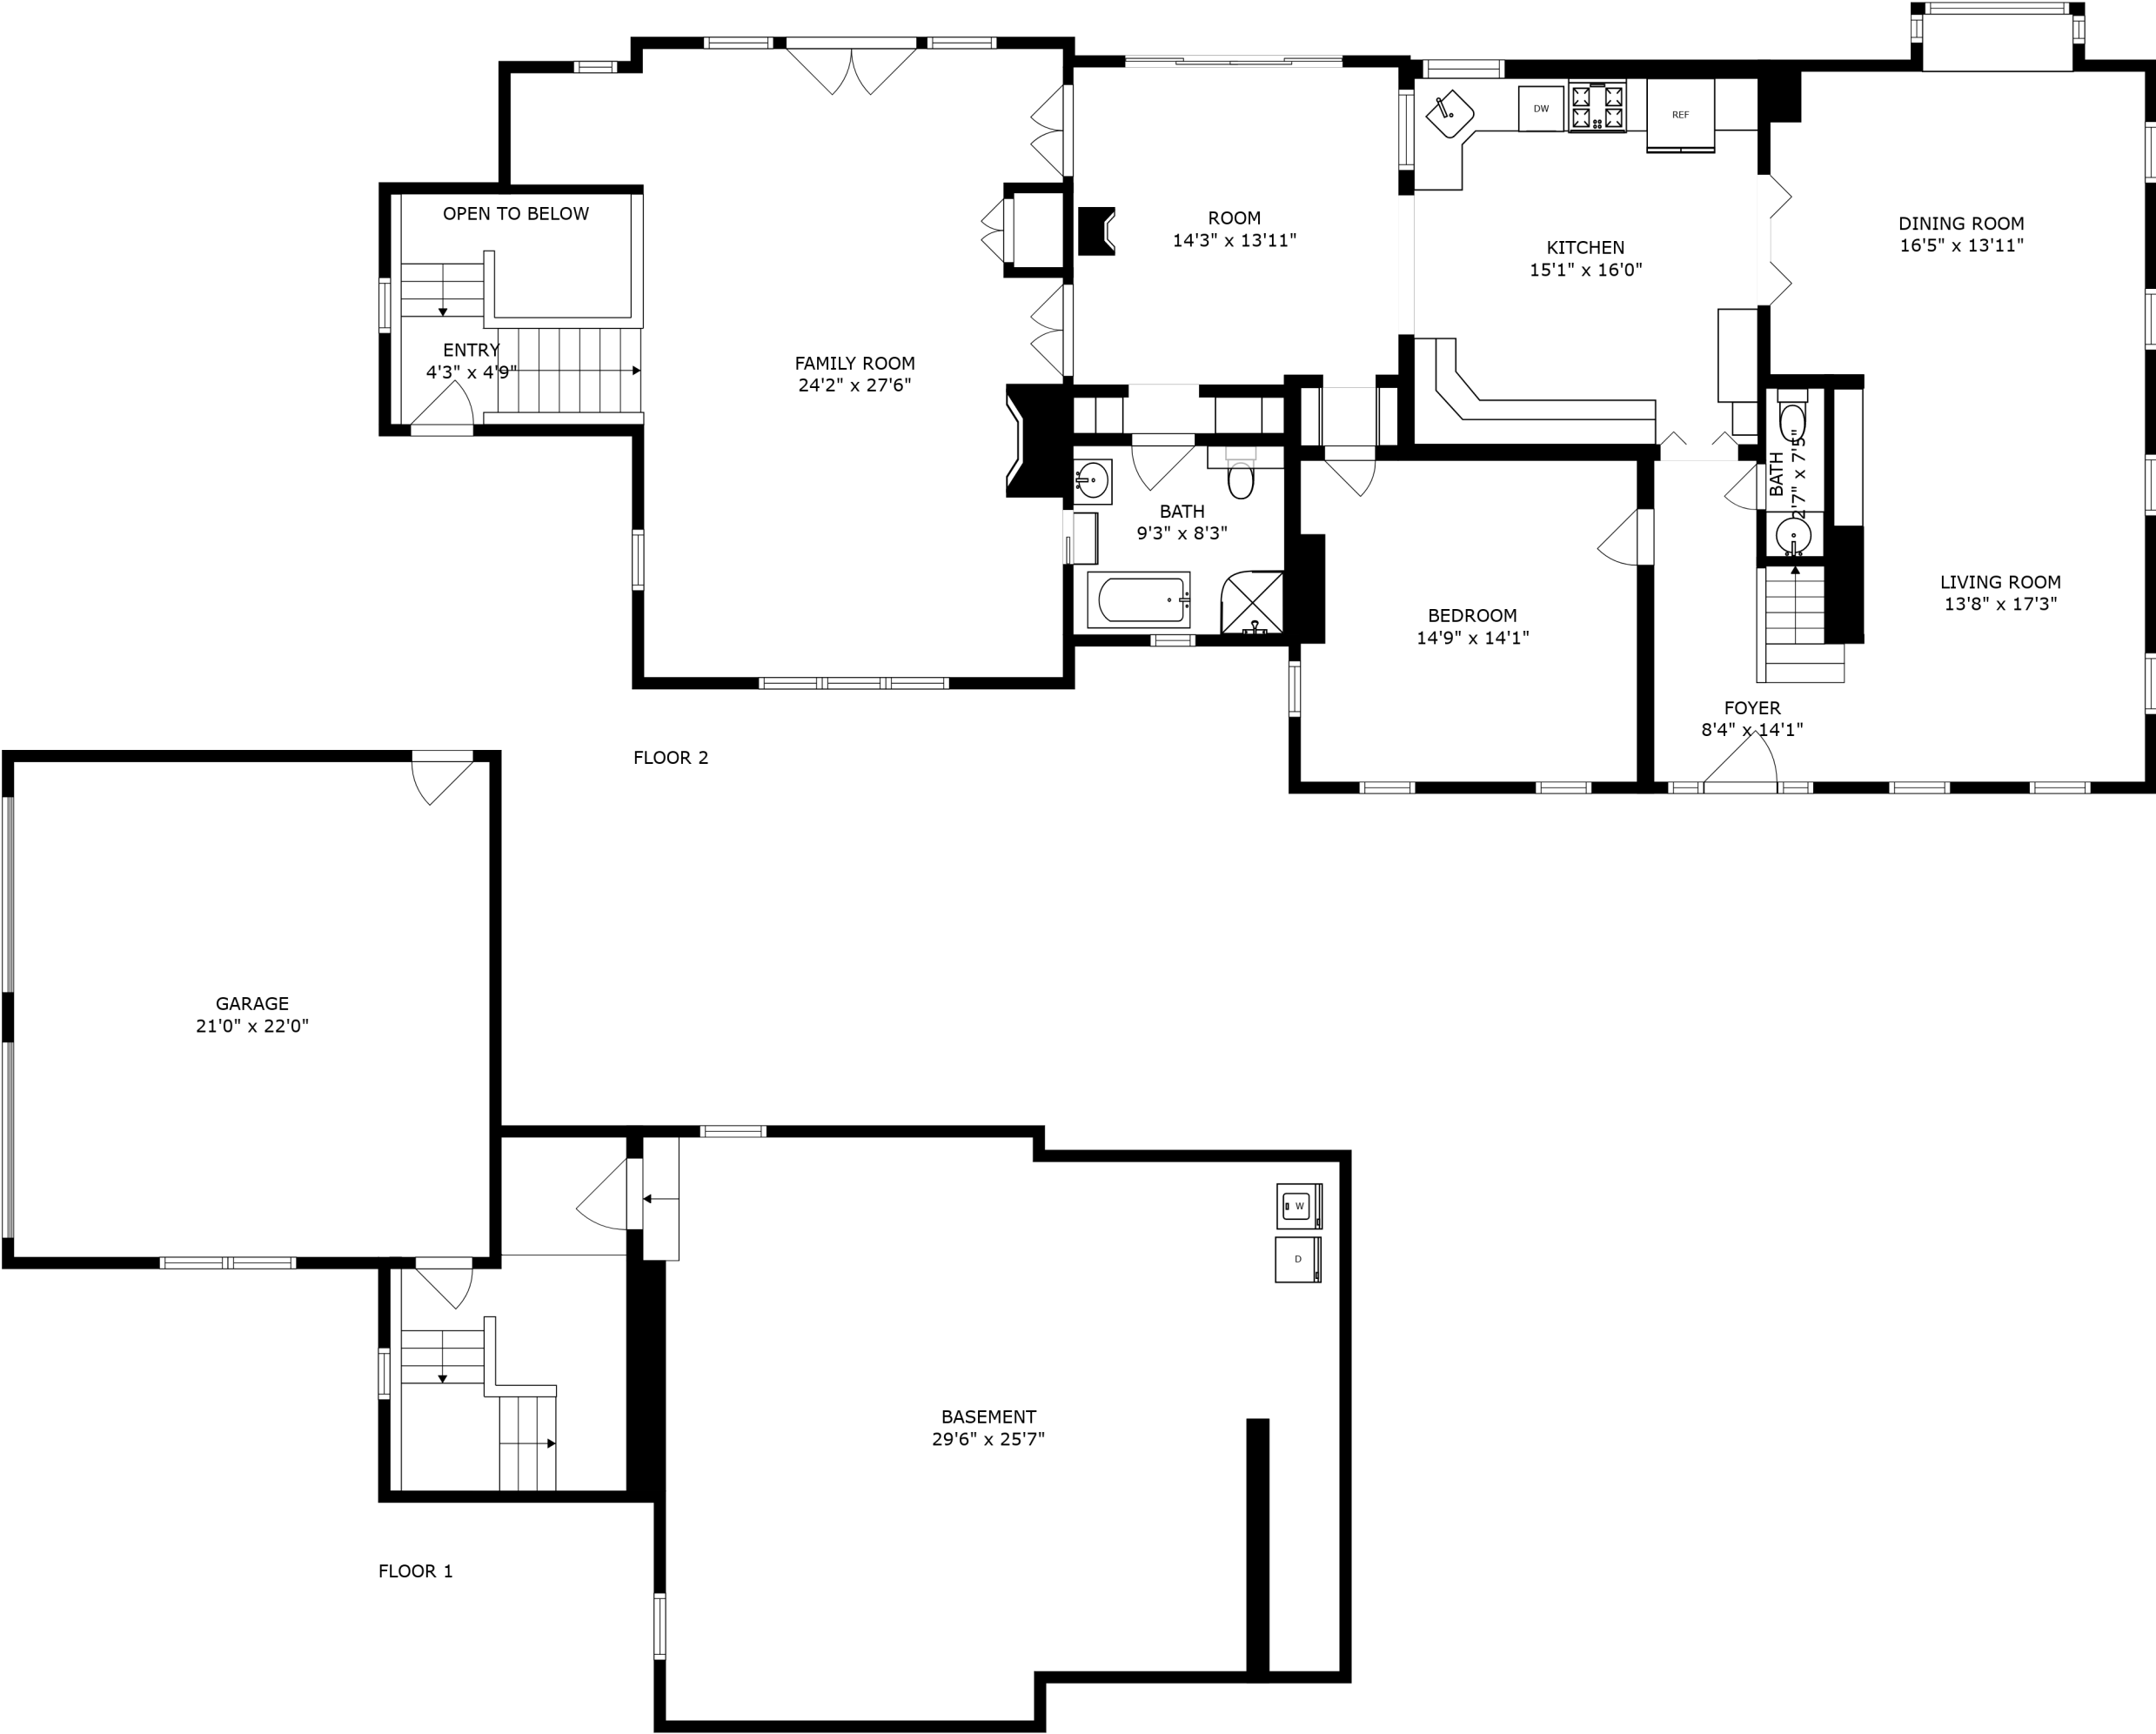 OPEN TO BELOW
ENTRY
4'3" x 4'9"
FAMILY ROOM
24'2" x 27'6"
ROOM
14'3" x 13'11"
DW
REF
KITCHEN
15'1" x 16'0"
DINING ROOM
16'5" x 13'11"
BATH
9'3" x 8'3"
BATH
2'7" x 7'5"
BEDROOM
14'9" x 14'1"
LIVING ROOM
13'8" x 17'3"
FOYER
8'4" x 14'1"
FLOOR 2
GARAGE
21'0" x 22'0"
W
D
BASEMENT
29'6" x 25'7"
FLOOR 1